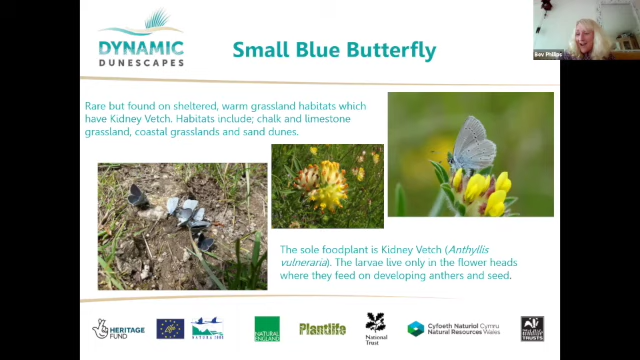 DYNAMIC
DUNESCAPES
Small Blue Butterfly
Bev Phillips
Rare but found on sheltered, warm grassland habitats which
have Kidney Vetch. Habitats include; chalk and limestone
grassland, coastal grasslands and sand dunes.
The sole foodplant is Kidney Vetch (Anthyllis
vulneraria). The larvae live only in the flower heads
where they feed on developing anthers and seed.
HERITAGE
FUND
NATURAL
ENGLAND
Plantlife
National
Trust
Cyfoeth Naturiol Cymru
Natural Resources Wales
TRUSTS